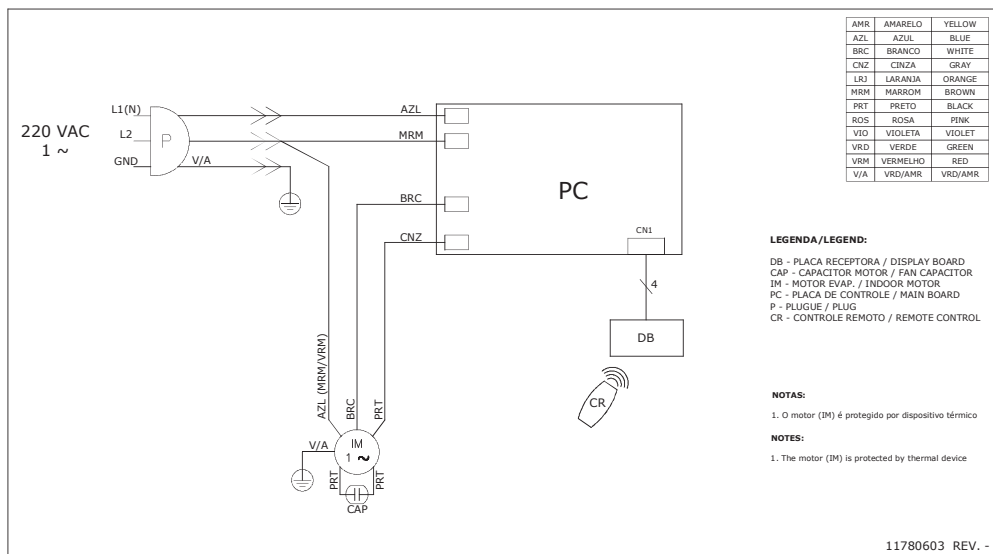 AMR AMARELO YELLOW
AZL AZUL BLUE
BRC BRANCO WHITE
CNZ CINZA GRAY
LRJ LARANJA ORANGE
MRM MARROM BROWN
PRT PRETO BLACK
ROS ROSA PINK
VIO VIOLETA VIOLET
VRD VERDE GREEN
VRM VERMELHO RED
V/A VRD/AMR VRD/AMR
220 VAC
1 ~
L1(N)
L2
GND
P
V/A
AZL
MRM
BRC
CNZ
PC
CN1
4
DB
CR
AZL (MRM/VRM)
BRC
PRT
V/A
IM
1 ~
PRT
PRT
CAP
LEGENDA/LEGEND:
DB - PLACA RECEPTORA / DISPLAY BOARD
CAP - CAPACITOR MOTOR / FAN CAPACITOR
IM - MOTOR EVAP. / INDOOR MOTOR
PC - PLACA DE CONTROLE / MAIN BOARD
P - PLUGUE / PLUG
CR - CONTROLE REMOTO / REMOTE CONTROL
NOTAS:
1. O motor (IM) é protegido por dispositivo térmico
NOTES:
1. The motor (IM) is protected by thermal device
11780603 REV. -